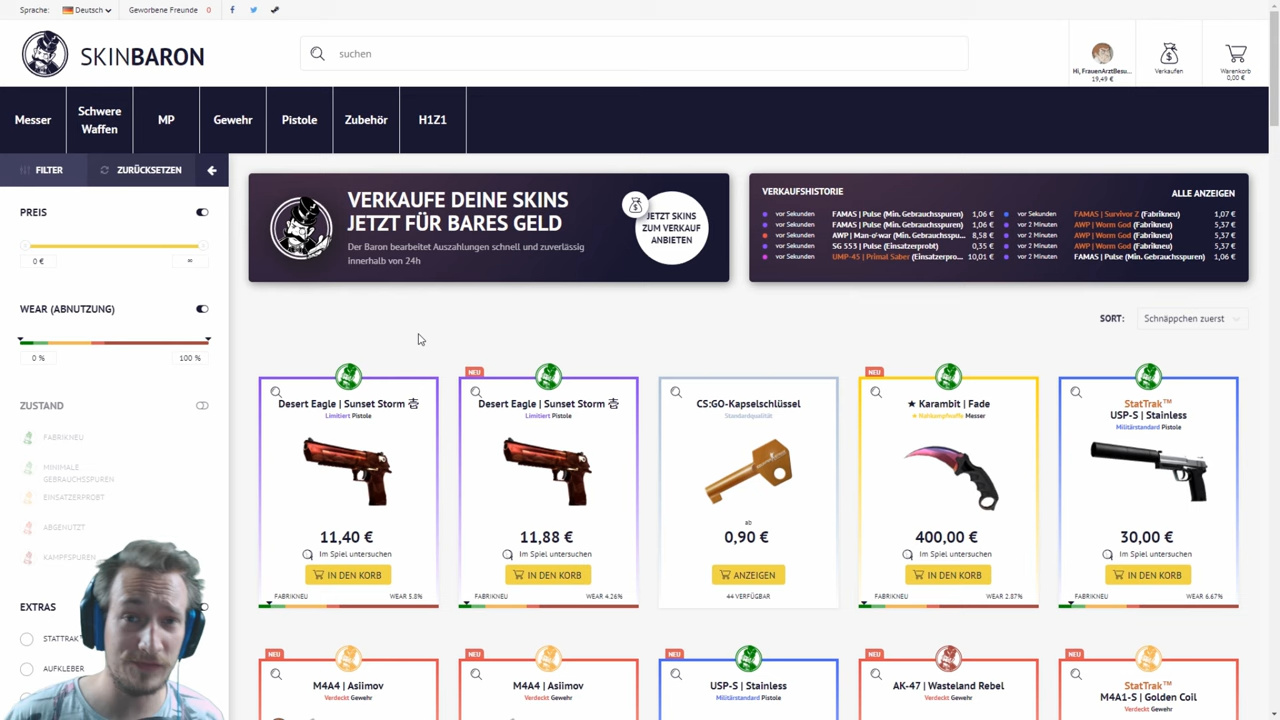 Sprache: Deutsch Geworbene Freunde 0
SKINBARON
suchen
Hi, FrauenArztBesu...
19,49 €
Verkaufen
Warenkorb
0,00 €
Messer
Schwere
Waffen
MP
Gewehr
Pistole
Zubehör
H1Z1
FILTER
ZURÜCKSETZEN
PREIS
0 €
∞
WEAR (ABNUTZUNG)
0 %
100 %
ZUSTAND
FABRIKNEU
MINIMALE
GEBRAUCHSSPUREN
EINSATZERPROBT
ABGENUTZT
KAMPFSPUREN
EXTRAS
STATTRAK
AUFKLEBER
VERKAUFE DEINE SKINS
JETZT FÜR BARES GELD
Der Baron bearbeitet Auszahlungen schnell und zuverlässig
innerhalb von 24h
JETZT SKINS
ZUM VERKAUF
ANBIETEN
VERKAUFSHISTORIE
ALLE ANZEIGEN
vor Sekunden FAMAS | Pulse (Min. Gebrauchsspuren) 1,06 €
vor Sekunden FAMAS | Pulse (Min. Gebrauchsspuren) 1,06 €
vor Sekunden AWP | Man-o'-war (Min. Gebrauchsspu... 8,58 €
vor Sekunden SG 553 | Pulse (Einsatzerprobt) 0,35 €
vor Sekunden UMP-45 | Primal Saber (Einsatzerpro... 10,01 €
vor Sekunden FAMAS | Survivor Z (Fabrikneu) 1,07 €
vor 2 Minuten AWP | Worm God (Fabrikneu) 5,37 €
vor 2 Minuten AWP | Worm God (Fabrikneu) 5,37 €
vor 2 Minuten AWP | Worm God (Fabrikneu) 5,37 €
vor 2 Minuten FAMAS | Pulse (Min. Gebrauchsspuren) 1,06 €
SORT: Schnäppchen zuerst
Desert Eagle | Sunset Storm 壱
Limitiert Pistole
11,40 €
Im Spiel untersuchen
IN DEN KORB
FABRIKNEU WEAR 5.8%
NEU
Desert Eagle | Sunset Storm 壱
Limitiert Pistole
11,88 €
Im Spiel untersuchen
IN DEN KORB
FABRIKNEU WEAR 4.26%
CS:GO-Kapselschlüssel
Standardqualität
ab
0,90 €
ANZEIGEN
44 VERFÜGBAR
NEU
★ Karambit | Fade
★ Nahkampfwaffe Messer
400,00 €
Im Spiel untersuchen
IN DEN KORB
FABRIKNEU WEAR 2.87%
StatTrak™
USP-S | Stainless
Militärstandard Pistole
30,00 €
Im Spiel untersuchen
IN DEN KORB
FABRIKNEU WEAR 6.67%
NEU
M4A4 | Asiimov
Verdeckt Gewehr
NEU
M4A4 | Asiimov
Verdeckt Gewehr
NEU
USP-S | Stainless
Militärstandard Pistole
NEU
AK-47 | Wasteland Rebel
Verdeckt Gewehr
NEU
StatTrak™
M4A1-S | Golden Coil
Verdeckt Gewehr